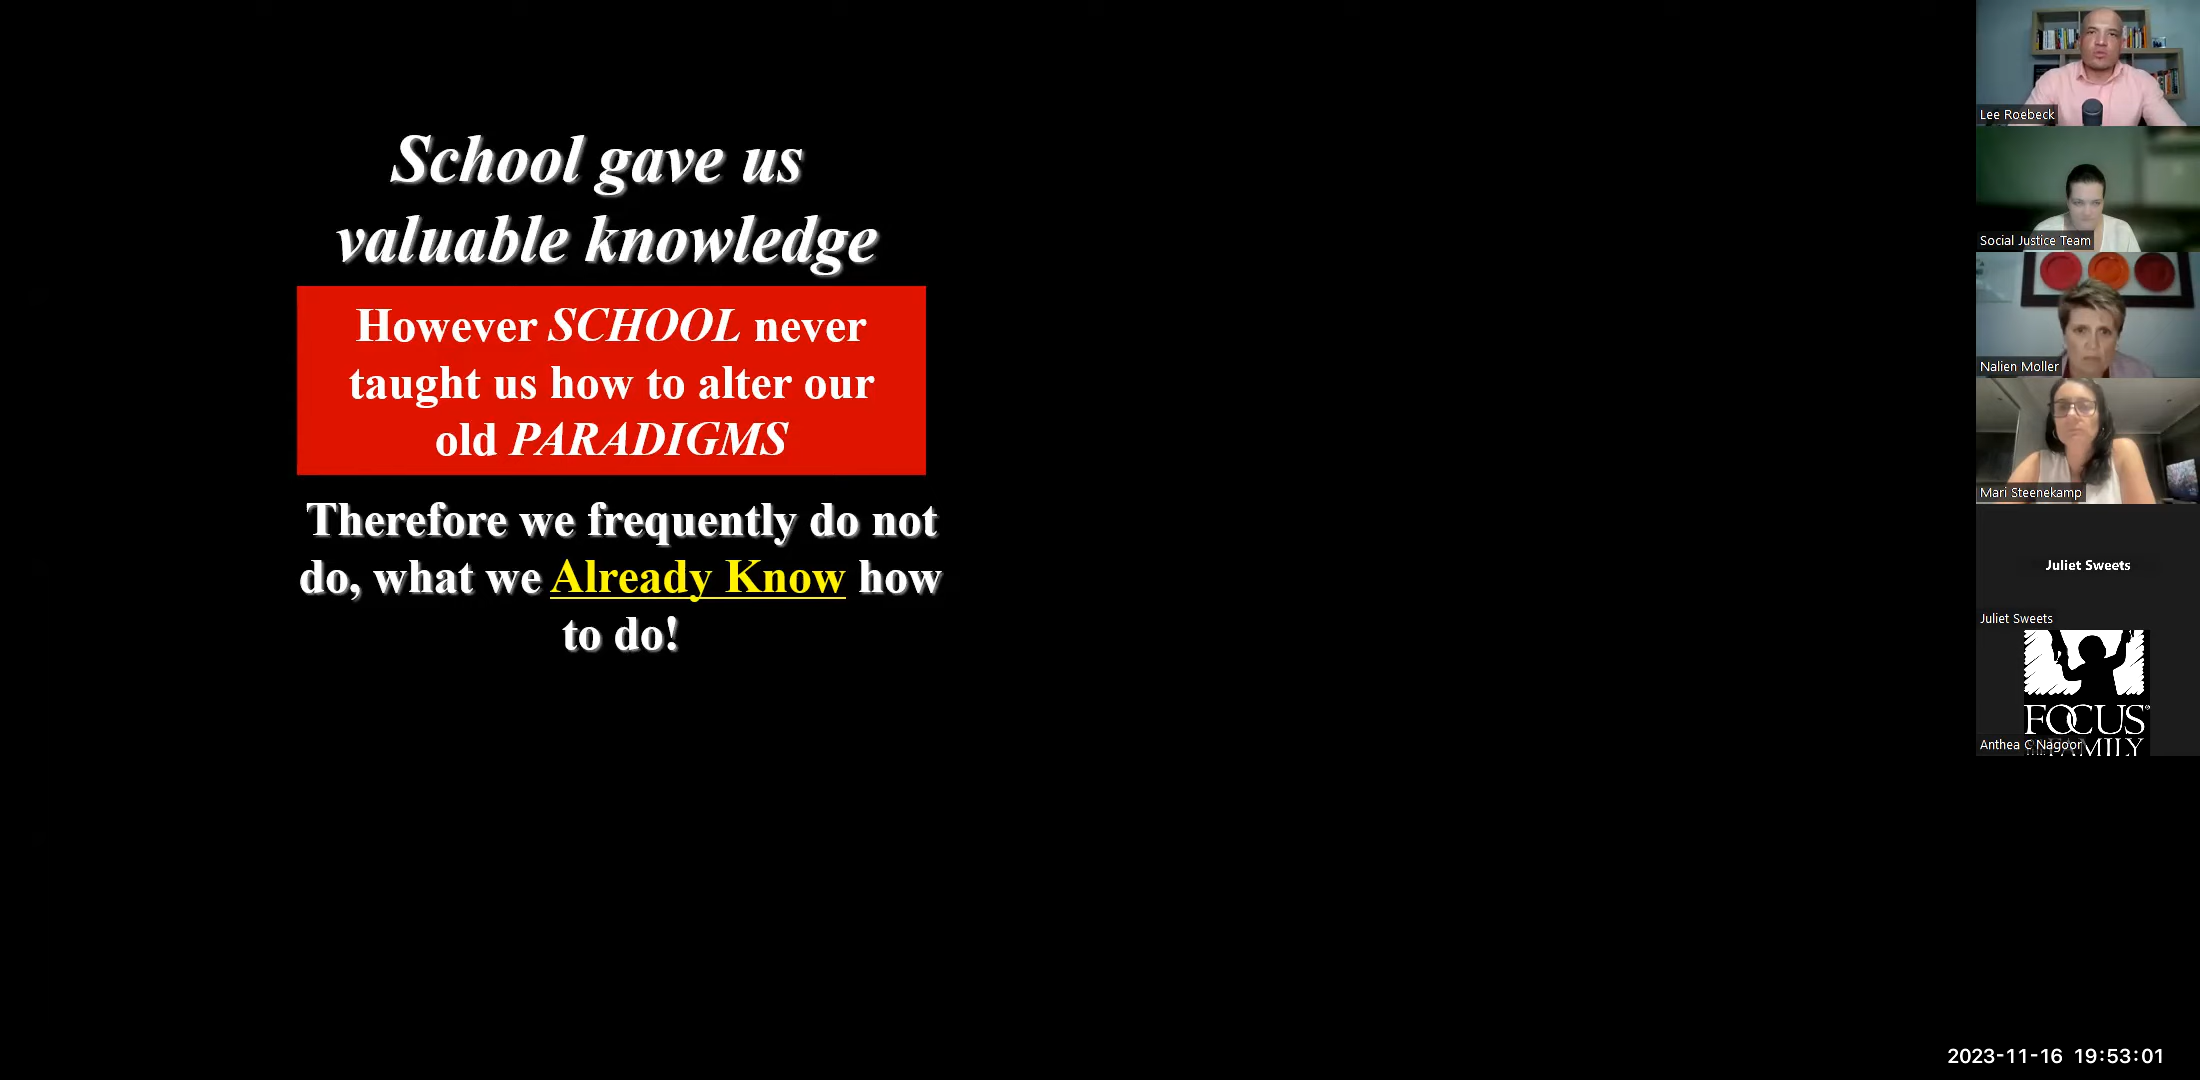 School gave us
valuable knowledge
However SCHOOL never
taught us how to alter our
old PARADIGMS
Therefore we frequently do not
do, what we Already Know how
to do!
Lee Roebeck
Social Justice Team
Nalien Moller
Mari Steenekamp
Juliet Sweets
Juliet Sweets
FOCUS
FAMILY
Anthea C Nagoor
2023-11-16 19:53:01